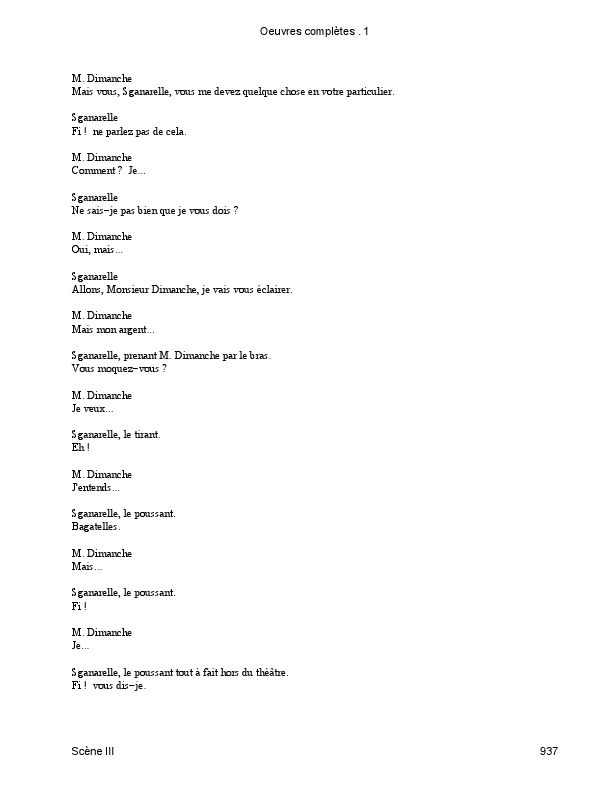 Oeuvres complètes . 1
M. Dimanche
Mais vous, Sganarelle, vous me devez quelque chose en votre particulier.
Sganarelle
Fi !  ne parlez pas de cela.
M. Dimanche
Comment ?  Je...
Sganarelle
Ne sais−je pas bien que je vous dois ?
M. Dimanche
Oui, mais...
Sganarelle
Allons, Monsieur Dimanche, je vais vous éclairer.
M. Dimanche
Mais mon argent...
Sganarelle, prenant M. Dimanche par le bras.
Vous moquez−vous ?
M. Dimanche
Je veux...
Sganarelle, le tirant.
Eh !
M. Dimanche
J'entends...
Sganarelle, le poussant.
Bagatelles.
M. Dimanche
Mais...
Sganarelle, le poussant.
Fi !
M. Dimanche
Je...
Sganarelle, le poussant tout à fait hors du théâtre.
Fi !  vous dis−je.
Scène III 937